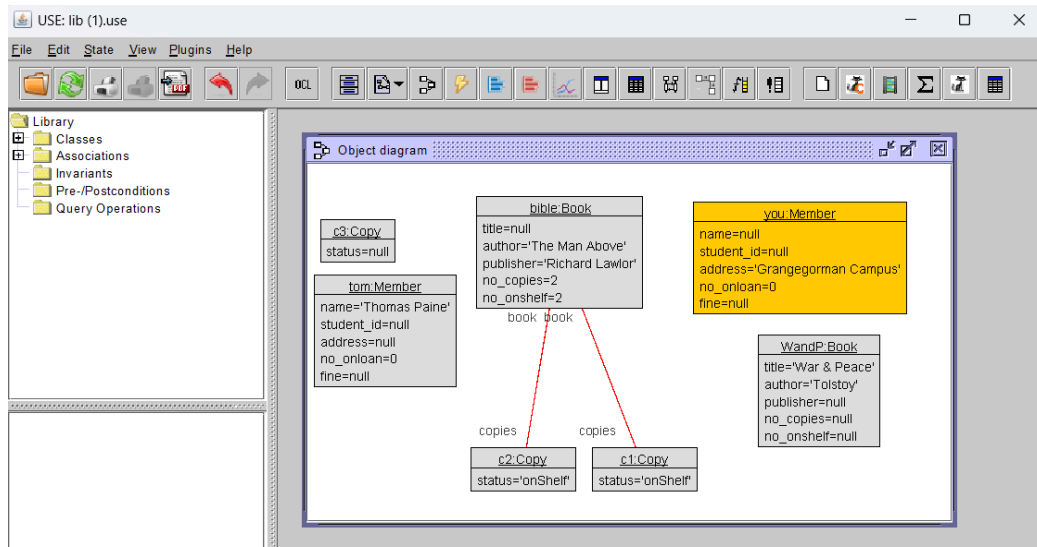 USE: lib (1).use
File Edit State View Plugins Help
PDF OCL
Library
Classes
Associations
Invariants
Pre-/Postconditions
Query Operations
Object diagram
c3:Copy
status=null
tom:Member
name='Thomas Paine'
student_id=null
address=null
no_onloan=0
fine=null
bible:Book
title=null
author='The Man Above'
publisher='Richard Lawlor'
no_copies=2
no_onshelf=2
book book
copies copies
c2:Copy
status='onShelf'
c1:Copy
status='onShelf'
you:Member
name=null
student_id=null
address='Grangegorman Campus'
no_onloan=0
fine=null
WandP:Book
title='War & Peace'
author='Tolstoy'
publisher=null
no_copies=null
no_onshelf=null